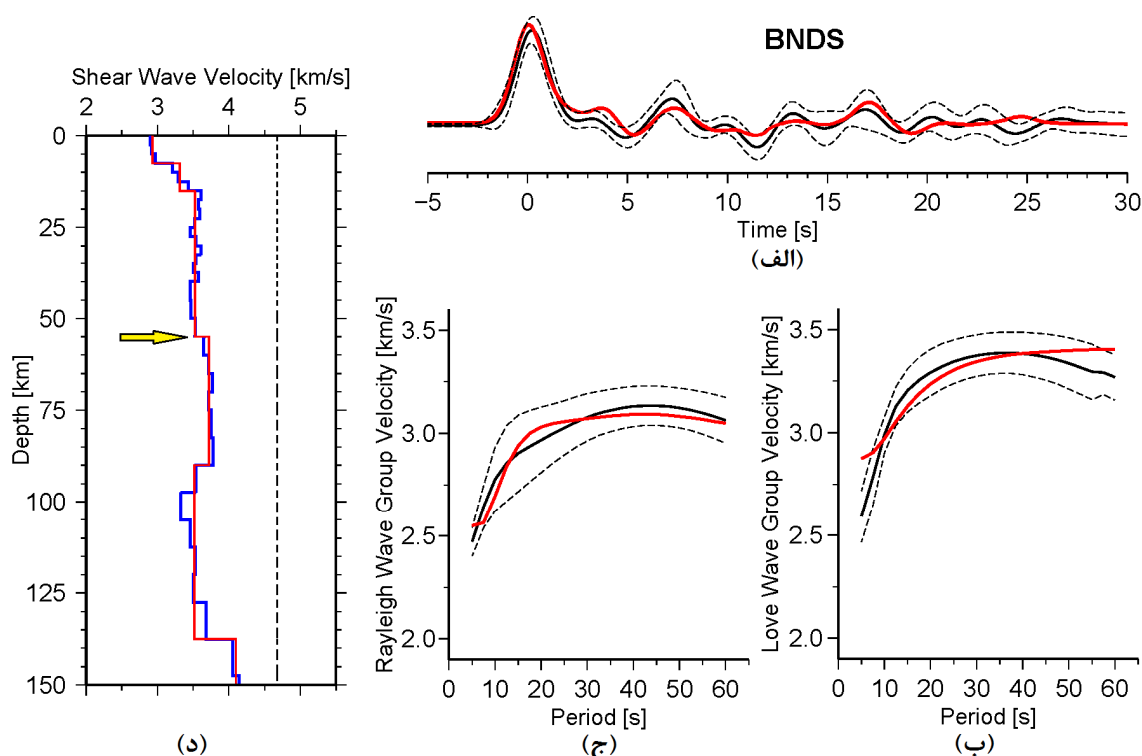 BNDS
−5 0 5 10 15 20 25 30
Time [s]
(الف)
Shear Wave Velocity [km/s]
2 3 4 5
0
25
50
75
100
125
150
Depth [km]
(د)
Rayleigh Wave Group Velocity [km/s]
3.5
3.0
2.5
2.0
0 10 20 30 40 50 60
Period [s]
(ج)
Love Wave Group Velocity [km/s]
3.5
3.0
2.5
2.0
0 10 20 30 40 50 60
Period [s]
(ب)